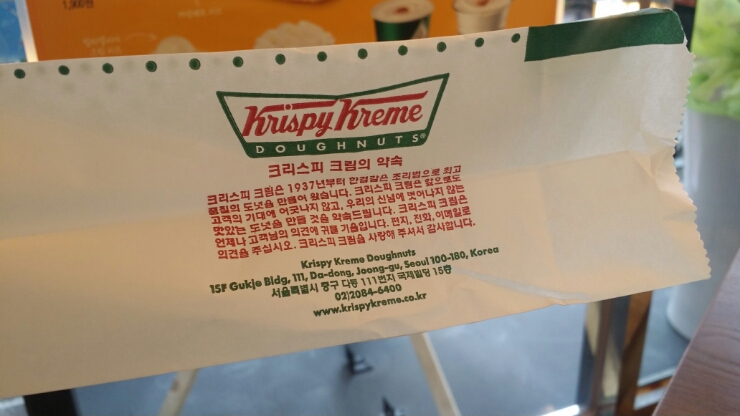 1,900원
Krispy Kreme
DOUGHNUTS®
크리스피 크림의 약속
크리스피 크림은 1937년부터 한결같은 조리법으로 최고
품질의 도넛을 만들어 왔습니다. 크리스피 크림은 앞으로도
고객의 기대에 어긋나지 않고, 우리의 신념에 벗어나지 않는
맛있는 도넛을 만들 것을 약속드립니다. 크리스피 크림은
언제나 고객님의 의견에 귀를 기울입니다. 편지, 전화, 이메일로
의견을 주십시오. 크리스피 크림을 사랑해 주셔서 감사합니다.
Krispy Kreme Doughnuts
15F Gukje Bldg, 111, Da-dong, Joong-gu, Seoul 100-180, Korea
서울특별시 중구 다동 111번지 국제빌딩 15층
02)2084-6400
www.krispykreme.co.kr